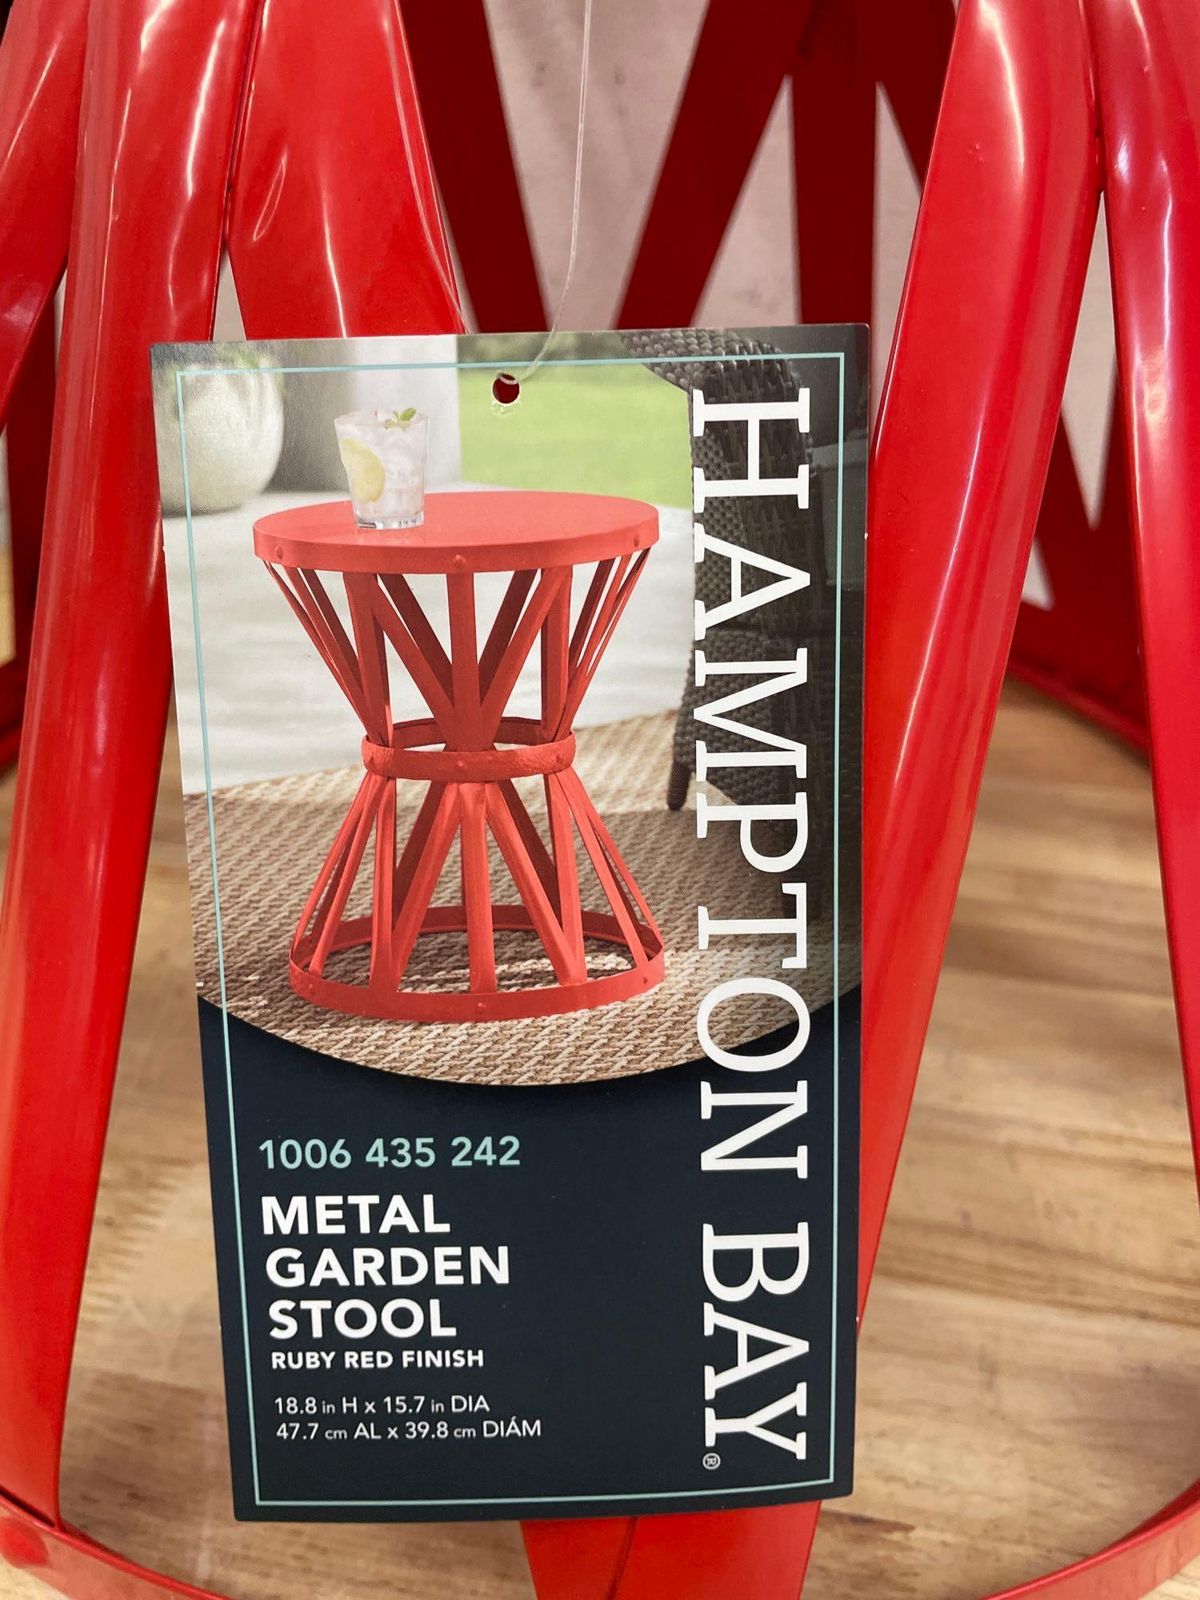 HAMPTON BAY®
1006 435 242
METAL
GARDEN
STOOL
RUBY RED FINISH
18.8 in H x 15.7 in DIA
47.7 cm AL x 39.8 cm DIÁM